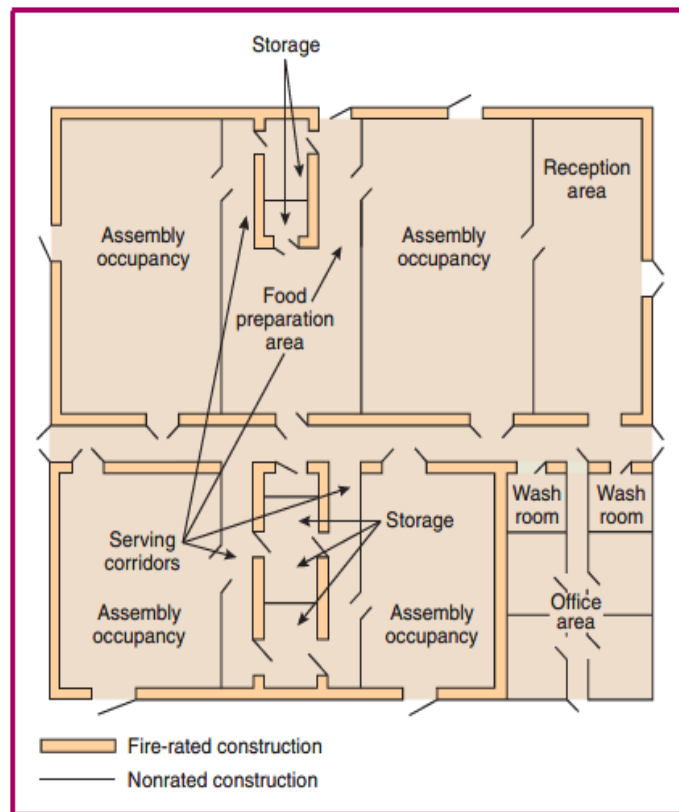 Storage
Reception
area
Assembly
occupancy
Assembly
occupancy
Food
preparation
area
Wash
room
Wash
room
Storage
Serving
corridors
Office
area
Assembly
occupancy
Assembly
occupancy
Fire-rated construction
Nonrated construction